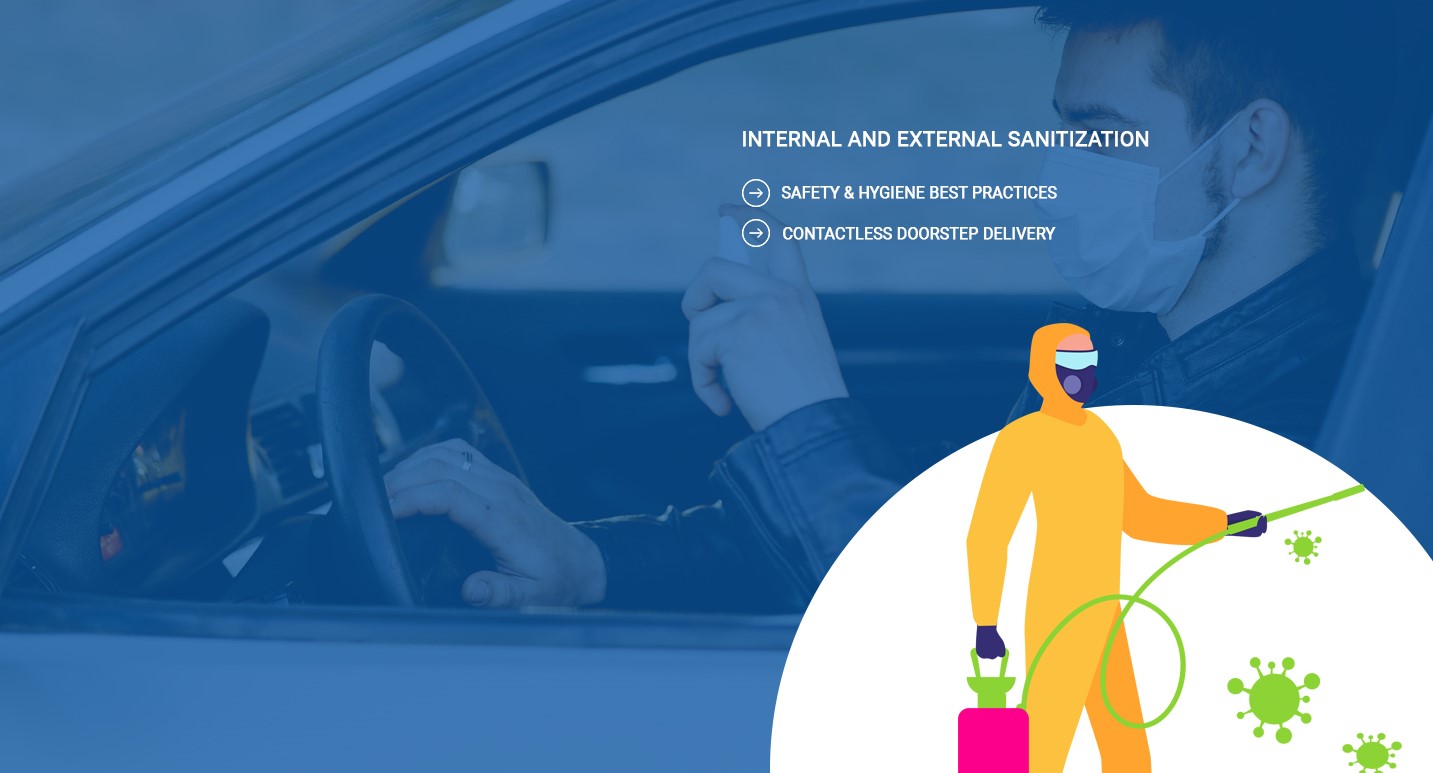 INTERNAL AND EXTERNAL SANITIZATION
SAFETY & HYGIENE BEST PRACTICES
CONTACTLESS DOORSTEP DELIVERY